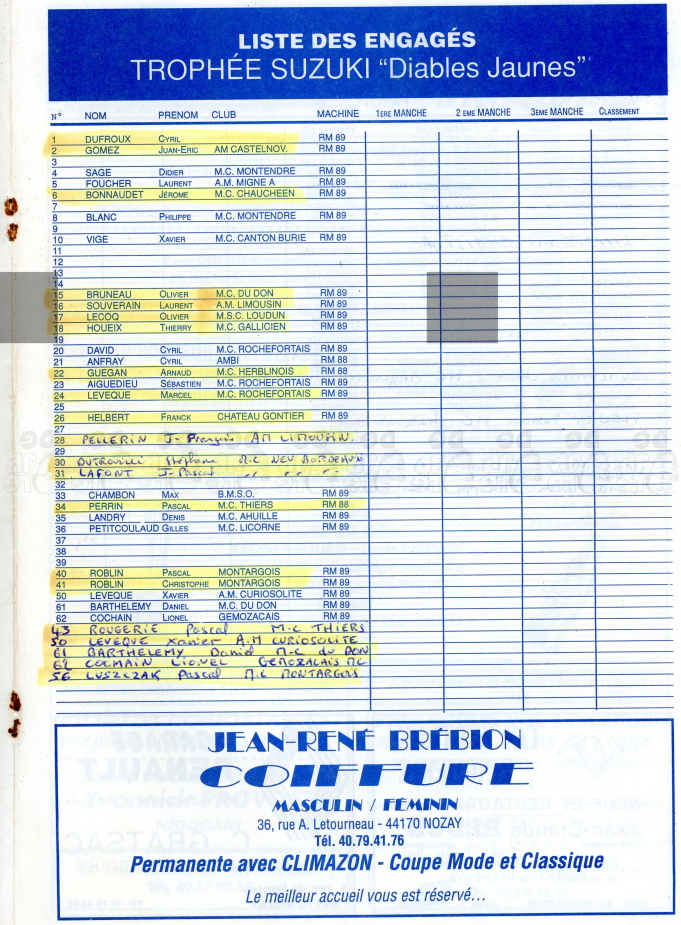 LISTE DES ENGAGÉS
TROPHÉE SUZUKI “Diables Jaunes”
N° NOM PRENOM CLUB MACHINE 1ERE MANCHE 2 EME MANCHE 3EME MANCHE CLASSEMENT
1 DUFROUX CYRIL RM 89
2 GOMEZ JUAN-ERIC AM CASTELNOV. RM 89
3
4 SAGE DIDIER M.C. MONTENDRE RM 89
5 FOUCHER LAURENT A.M. MIGNE A RM 89
6 BONNAUDET JÉROME M.C. CHAUCHEEN RM 89
7
8 BLANC PHILIPPE M.C. MONTENDRE RM 89
9
10 VIGE XAVIER M.C. CANTON BURIE RM 89
11
12
13
14
15 BRUNEAU OLIVIER M.C. DU DON RM 89
16 SOUVERAIN LAURENT A.M. LIMOUSIN RM 89
17 LECOQ OLIVIER M.S.C. LOUDUN RM 89
18 HOUEIX THIERRY M.C. GALLICIEN RM 89
19
20 DAVID CYRIL M.C. ROCHEFORTAIS RM 89
21 ANFRAY CYRIL AMBI RM 88
22 GUEGAN ARNAUD M.C. HERBLINOIS RM 88
23 AIGUEDIEU SÉBASTIEN M.C. ROCHEFORTAIS RM 89
24 LEVEQUE MARCEL M.C. ROCHEFORTAIS RM 89
25
26 HELBERT FRANCK CHATEAU GONTIER RM 89
27
28 PELLERIN J-François AM LIMOUSIN.
29
30 Stephane M.C NEW BORDEAUX
31 LAFONT J-Pascal
32
33 CHAMBON MAX B.M.S.O. RM 89
34 PERRIN PASCAL M.C. THIERS RM 88
35 LANDRY DENIS M.C. AHUILLE RM 89
36 PETITCOULAUD GILLES M.C. LICORNE RM 89
37
38
39
40 ROBLIN PASCAL MONTARGOIS RM 89
41 ROBLIN CHRISTOPHE MONTARGOIS RM 89
50 LEVEQUE XAVIER A.M. CURIOSOLITE RM 89
61 BARTHELEMY DANIEL M.C. DU DON RM 89
62 COCHAIN LIONEL GEMOZACAIS RM 89
43 ROUGERIE Pascal M.C THIERS
50 LEVEQUE Xavier A.M CURIOSOLITE
61 BARTHELEMY Daniel M.C du DON
62 LIONEL GEMOZACAIS MC
56 LUSZCZAK Pascal M.C MONTARGOIS
JEAN-RENÉ BRÉBION
COIFFURE
MASCULIN / FÉMININ
36, rue A. Letourneau - 44170 NOZAY
Tél. 40.79.41.76
Permanente avec CLIMAZON - Coupe Mode et Classique
Le meilleur accueil vous est réservé...